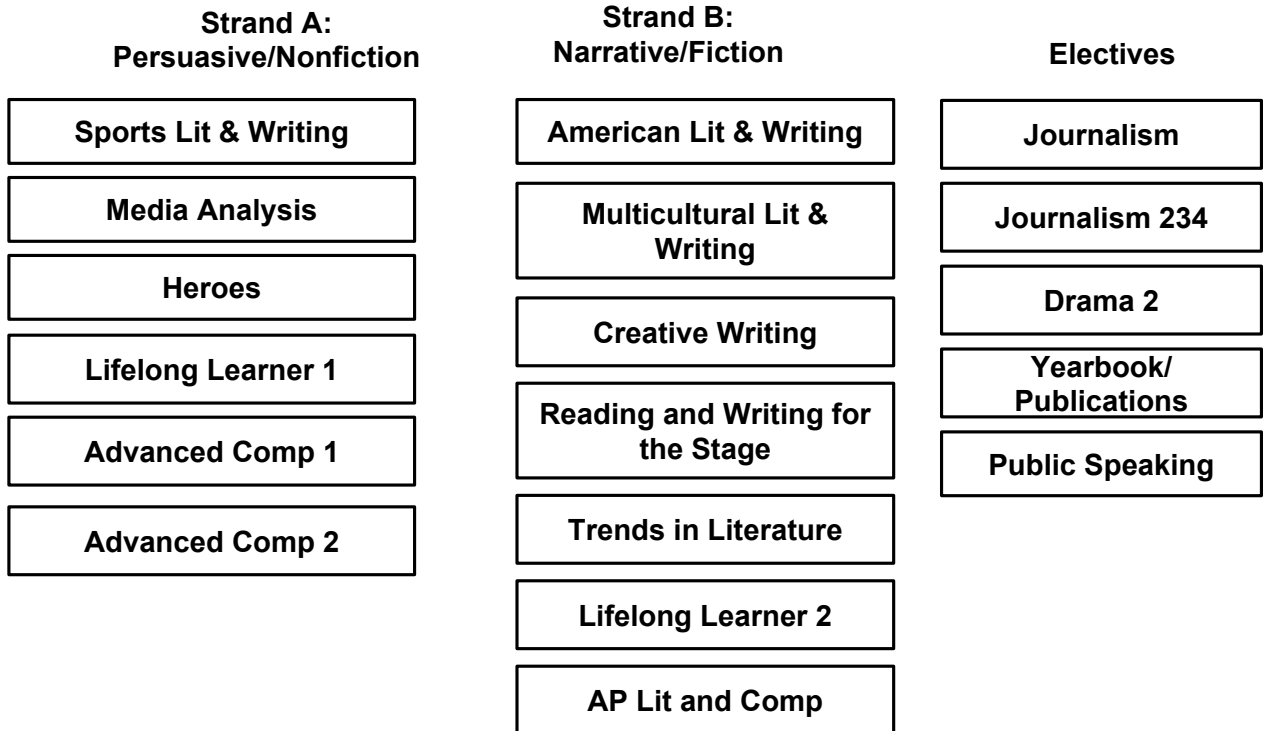 Strand A:
Persuasive/Nonfiction
Sports Lit & Writing
Media Analysis
Heroes
Lifelong Learner 1
Advanced Comp 1
Advanced Comp 2
Strand B:
Narrative/Fiction
American Lit & Writing
Multicultural Lit &
Writing
Creative Writing
Reading and Writing for
the Stage
Trends in Literature
Lifelong Learner 2
AP Lit and Comp
Electives
Journalism
Journalism 234
Drama 2
Yearbook/
Publications
Public Speaking